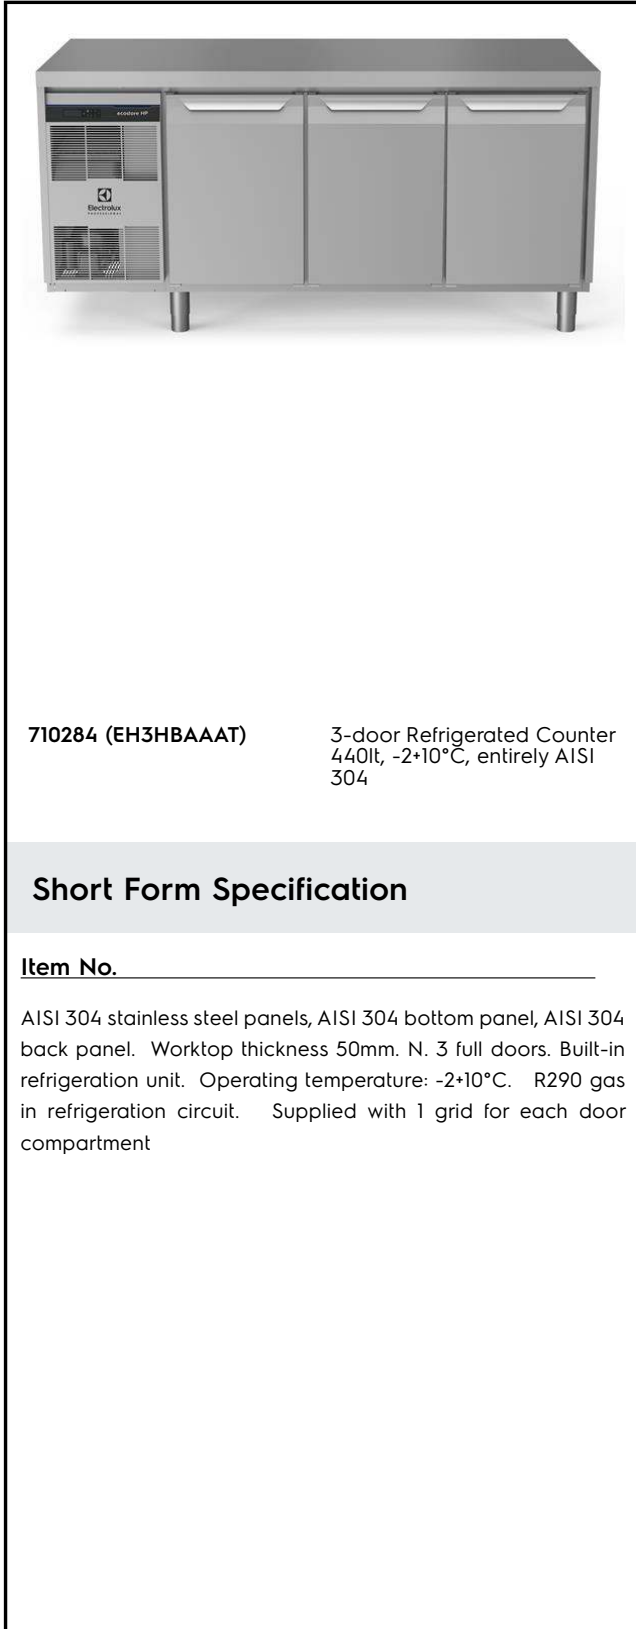 ecostore HP
Electrolux
PROFESSIONAL
710284 (EH3HBAAAT)
3-door Refrigerated Counter
440lt, -2+10°C, entirely AISI
304
Short Form Specification
Item No.
AISI 304 stainless steel panels, AISI 304 bottom panel, AISI 304
back panel. Worktop thickness 50mm. N. 3 full doors. Built-in
refrigeration unit. Operating temperature: -2+10°C. R290 gas
in refrigeration circuit. Supplied with 1 grid for each door
compartment